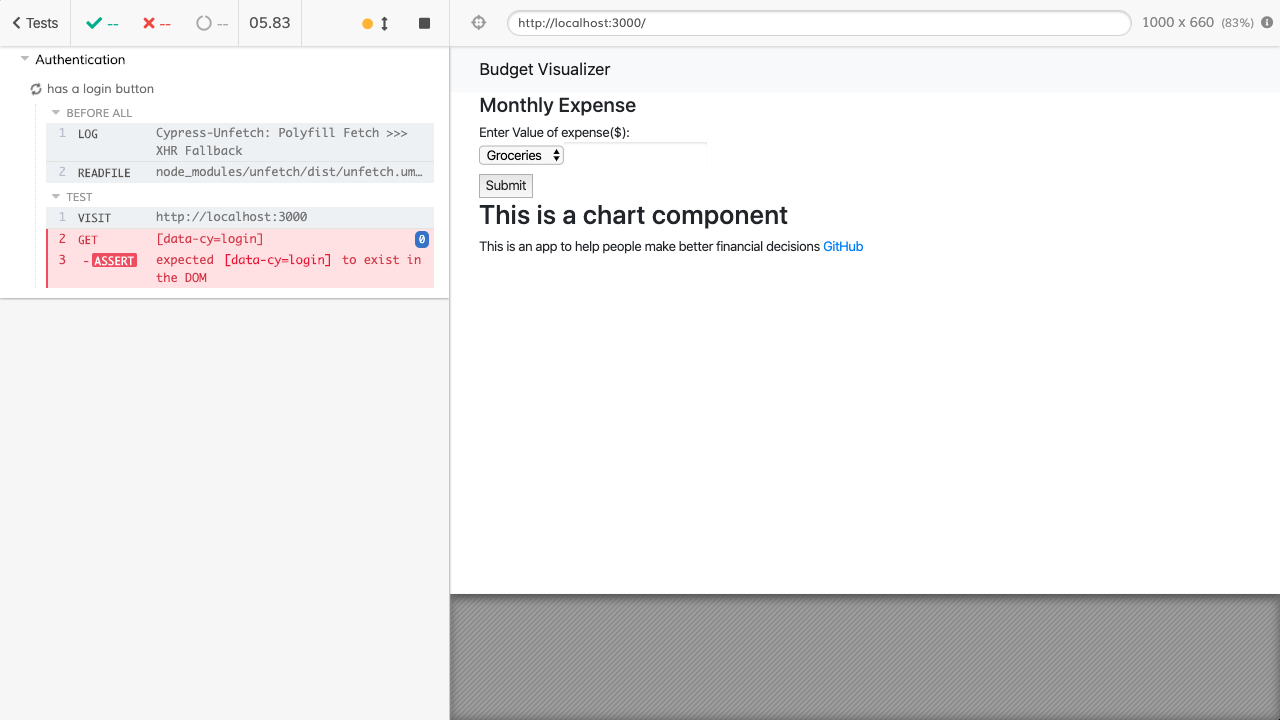 Tests -- -- -- 05.83
Authentication
has a login button
BEFORE ALL
1 LOG Cypress-Unfetch: Polyfill Fetch >>>
XHR Fallback
2 READFILE node_modules/unfetch/dist/unfetch.um…
TEST
1 VISIT http://localhost:3000
2 GET [data-cy=login] 0
3 -ASSERT expected [data-cy=login] to exist in
the DOM
http://localhost:3000/ 1000 x 660 (83%)
Budget Visualizer
Monthly Expense
Enter Value of expense($):
Groceries
Submit
This is a chart component
This is an app to help people make better financial decisions GitHub